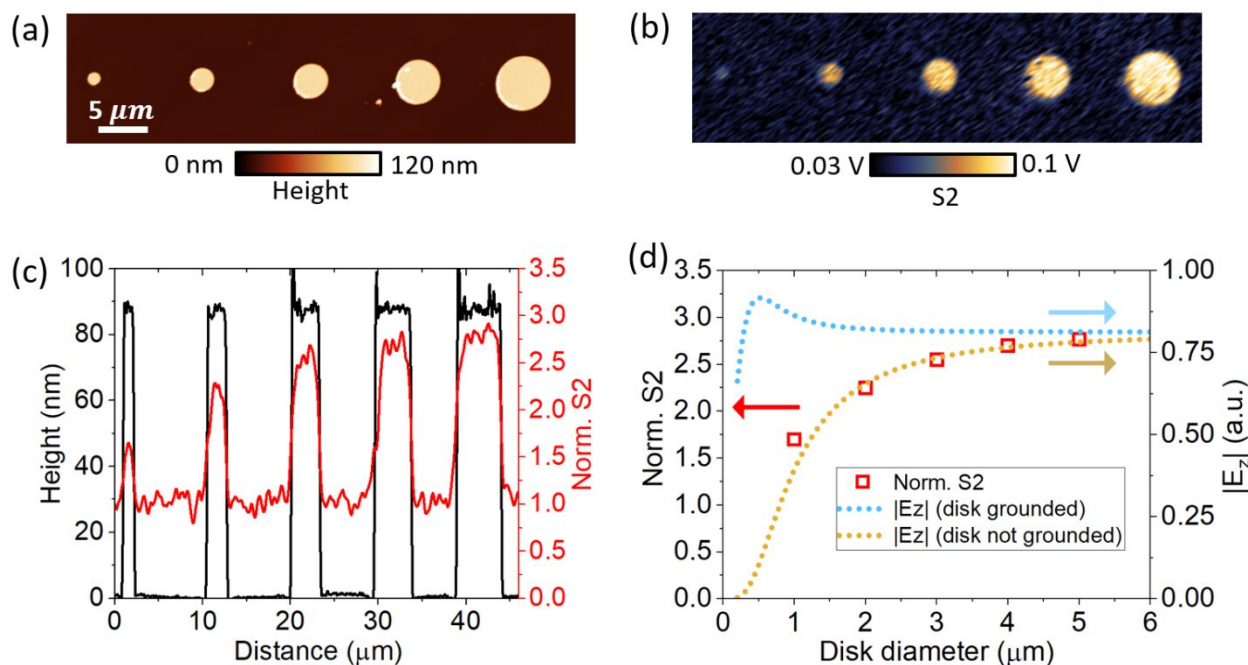 (a)
5 μm
0 nm 120 nm
Height
(b)
0.03 V 0.1 V
S2
(c)
100
80
60
40
20
0
Height (nm)
3.5
3.0
2.5
2.0
1.5
1.0
0.5
0.0
Norm. S2
0 10 20 30 40
Distance (μm)
(d)
3.5
3.0
2.5
2.0
1.5
1.0
0.5
0.0
Norm. S2
1.00
0.75
0.50
0.25
0.00
|Ez| (a.u.)
Norm. S2
|Ez| (disk grounded)
|Ez| (disk not grounded)
0 1 2 3 4 5 6
Disk diameter (μm)